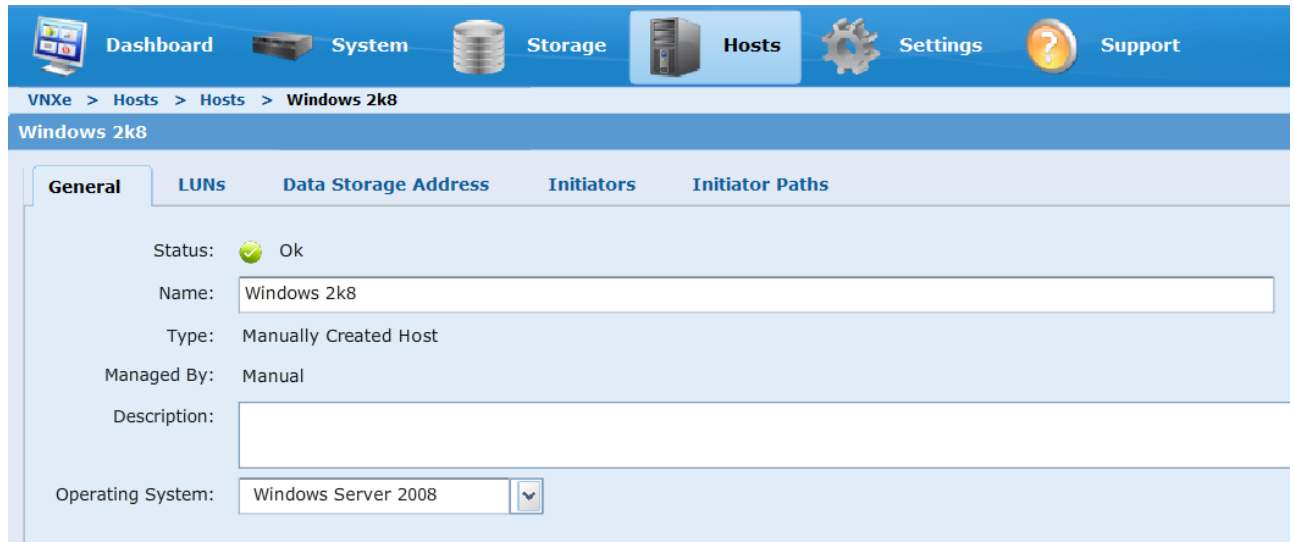 Dashboard System Storage Hosts Settings Support
VNXe > Hosts > Hosts > Windows 2k8
Windows 2k8
General LUNs Data Storage Address Initiators Initiator Paths
Status: Ok
Name: Windows 2k8
Type: Manually Created Host
Managed By: Manual
Description:
Operating System: Windows Server 2008